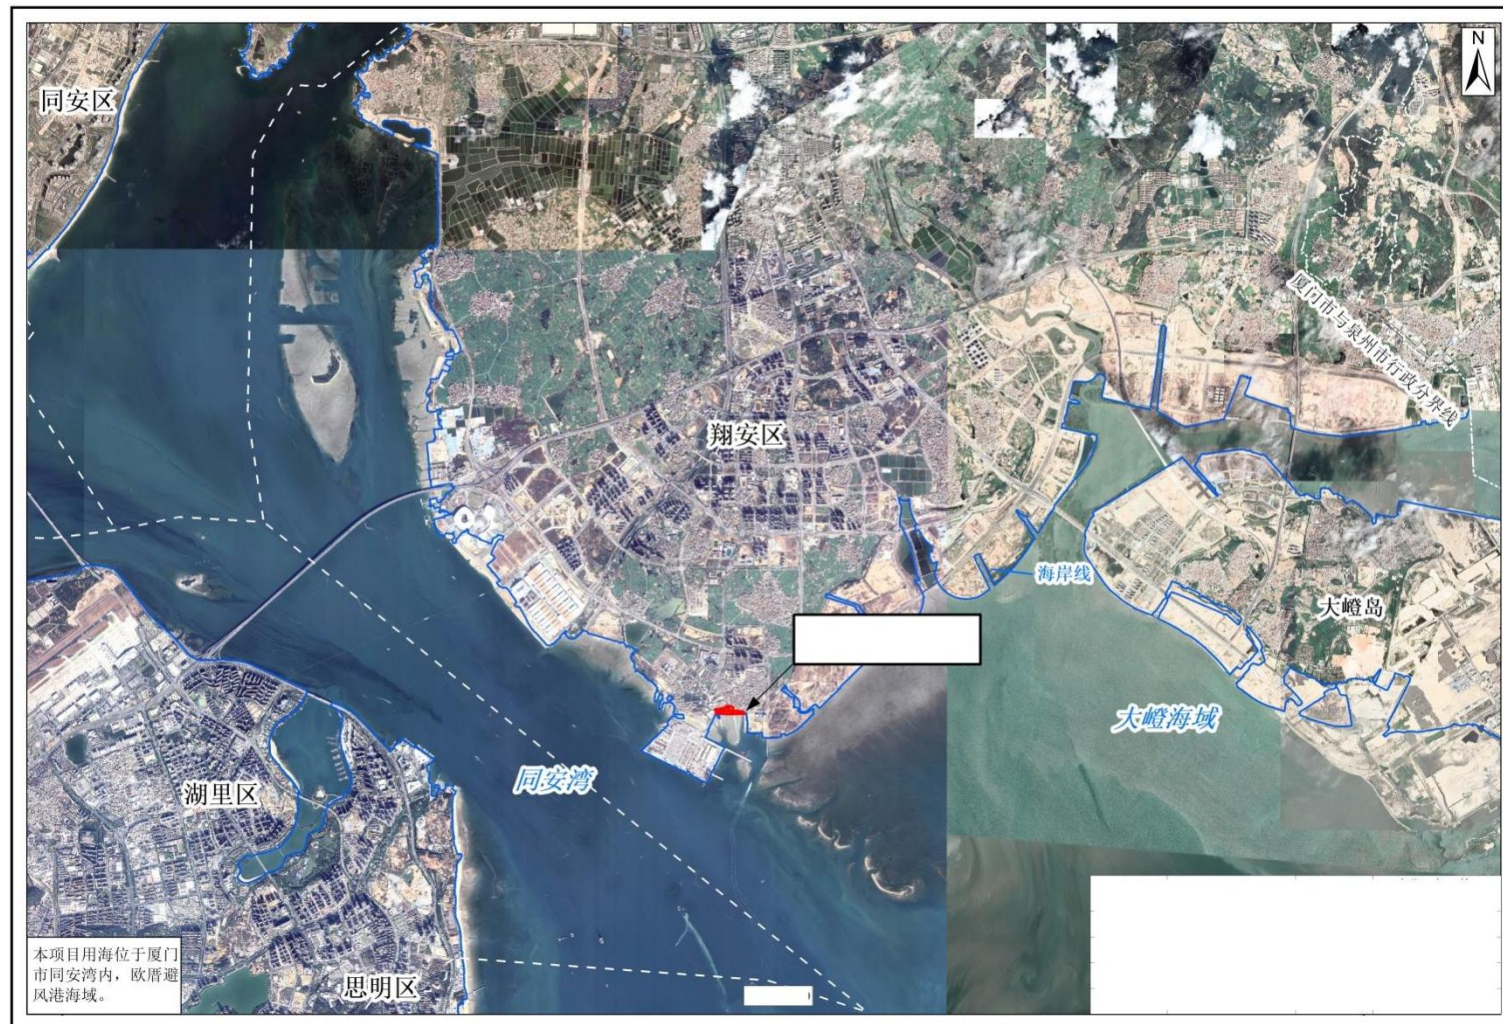 N
同安区
厦门市与泉州市行政分界线
翔安区
海岸线
大嶝岛
大嶝海域
同安湾
湖里区
本项目用海位于厦门
市同安湾内，欧厝避
风港海域。
思明区